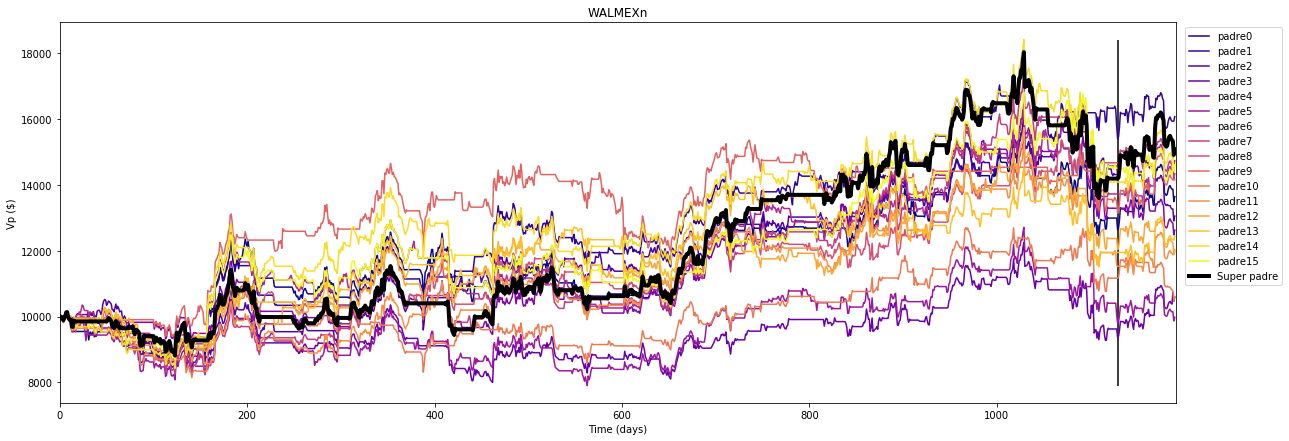 WALMEXn
Vp ($)
18000
16000
14000
12000
10000
8000
0
200
400
600
800
1000
Time (days)
padre0
padre1
padre2
padre3
padre4
padre5
padre6
padre7
padre8
padre9
padre10
padre11
padre12
padre13
padre14
padre15
Super padre